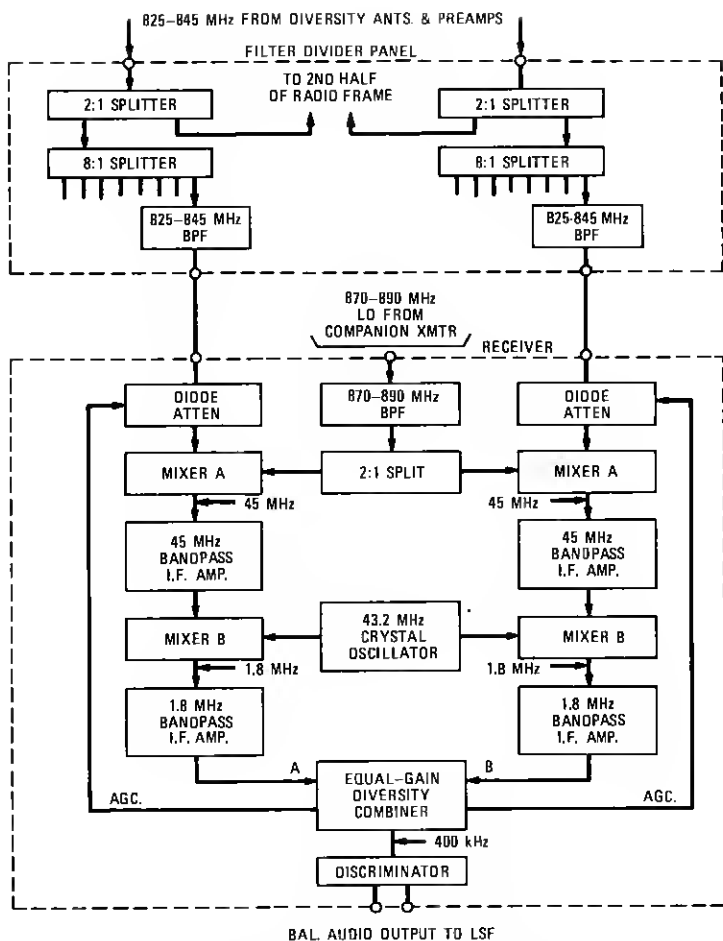 825–845 MHz FROM DIVERSITY ANTS. & PREAMPS
FILTER DIVIDER PANEL
TO 2ND HALF
OF RADIO FRAME
2:1 SPLITTER
2:1 SPLITTER
8:1 SPLITTER
8:1 SPLITTER
825–845 MHz
BPF
825-845 MHz
BPF
870–890 MHz
LO FROM
COMPANION XMTR
RECEIVER
DIODE
ATTEN
870–890 MHz
BPF
DIODE
ATTEN
MIXER A
2:1 SPLIT
MIXER A
45 MHz
45 MHz
45 MHz
BANDPASS
I.F. AMP.
45 MHz
BANDPASS
I.F. AMP.
MIXER B
43.2 MHz
CRYSTAL
OSCILLATOR
MIXER B
1.8 MHz
1.8 MHz
1.8 MHz
BANDPASS
I.F. AMP.
1.8 MHz
BANDPASS
I.F. AMP.
A
B
EQUAL–GAIN
DIVERSITY
COMBINER
AGC.
AGC.
400 kHz
DISCRIMINATOR
BAL. AUDIO OUTPUT TO LSF